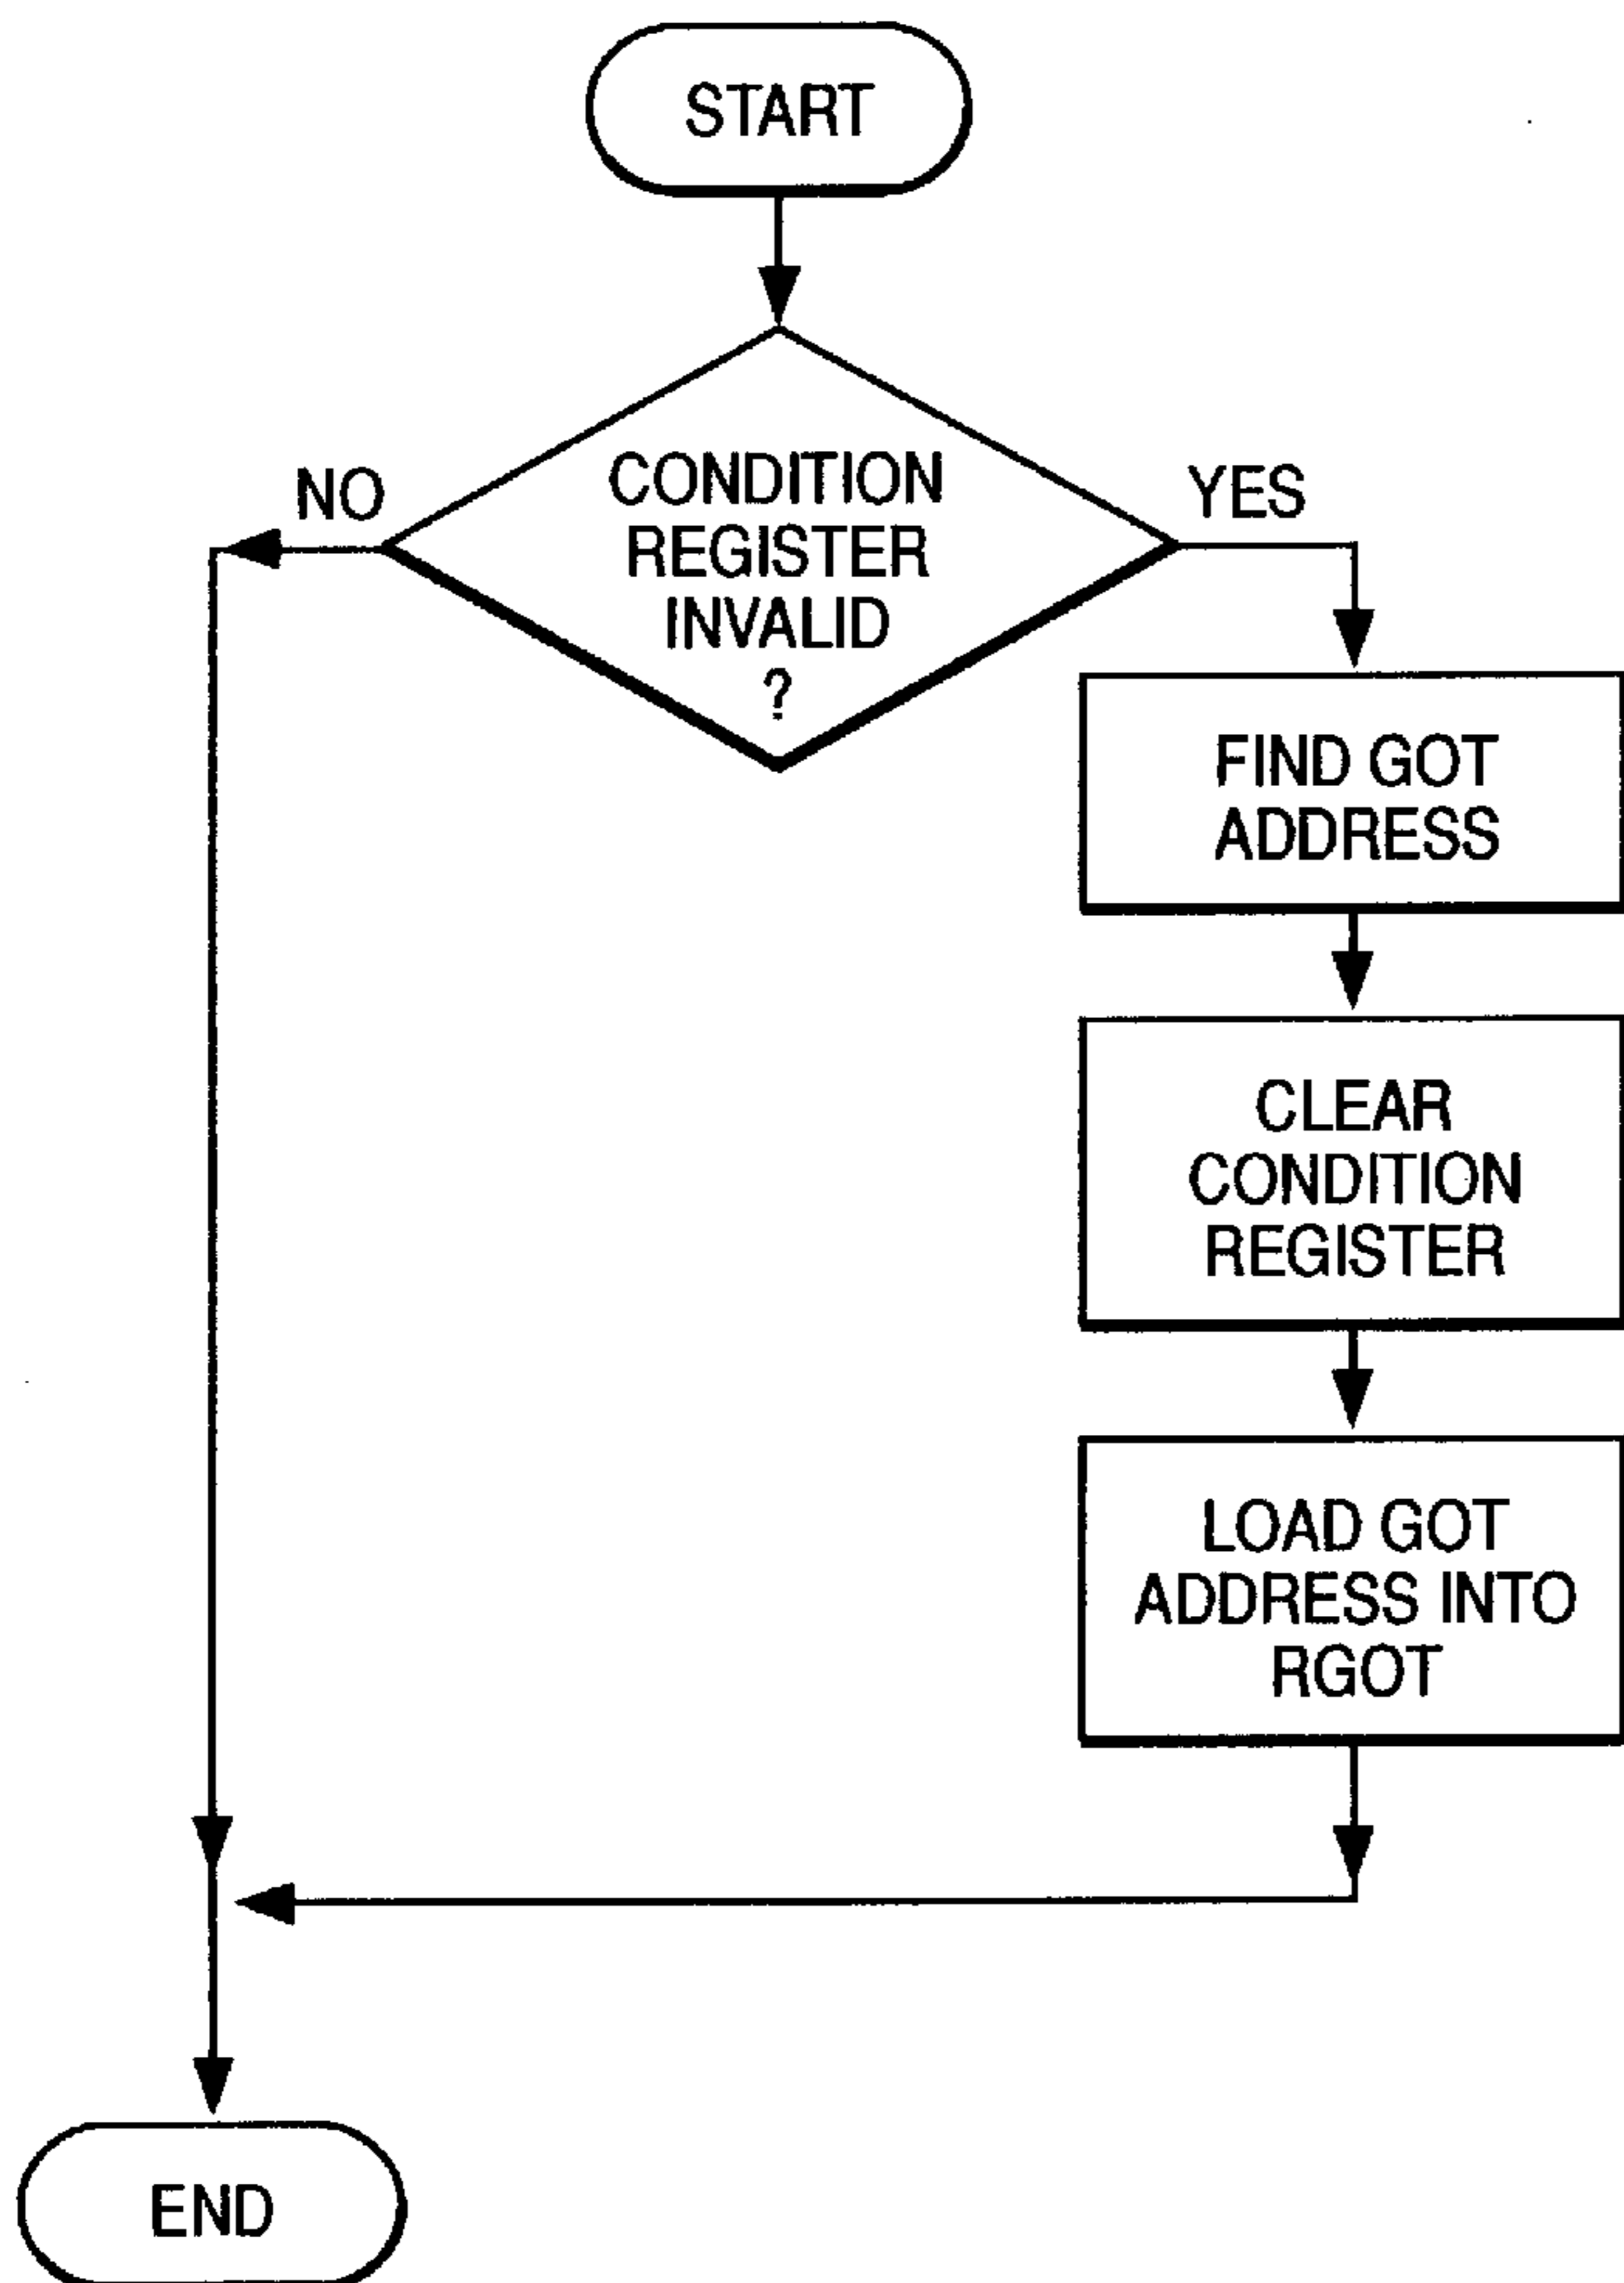 START
NO
CONDITION
REGISTER
INVALID
?
YES
FIND GOT
ADDRESS
CLEAR
CONDITION
REGISTER
LOAD GOT
ADDRESS INTO
RGOT
END